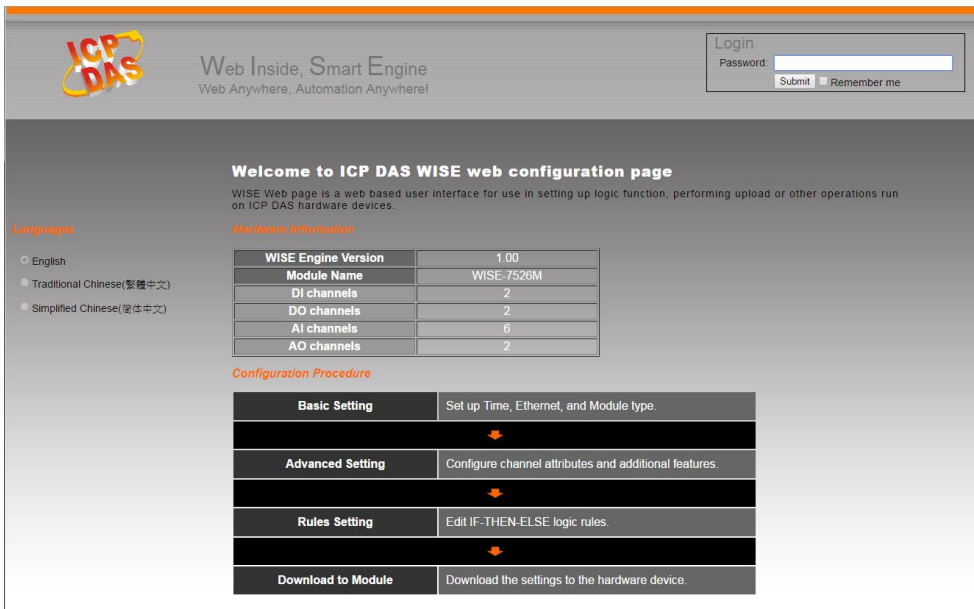 ICP
DAS
Web Inside, Smart Engine
Web Anywhere, Automation Anywhere!
Login
Password:
Submit Remember me
Welcome to ICP DAS WISE web configuration page
WISE Web page is a web based user interface for use in setting up logic function, performing upload or other operations run
on ICP DAS hardware devices.
Languages
English
Traditional Chinese(繁體中文)
Simplified Chinese(简体中文)
Hardware Information
WISE Engine Version 1.00
Module Name WISE-7526M
DI channels 2
DO channels 2
AI channels 6
AO channels 2
Configuration Procedure
Basic Setting Set up Time, Ethernet, and Module type.
Advanced Setting Configure channel attributes and additional features.
Rules Setting Edit IF-THEN-ELSE logic rules.
Download to Module Download the settings to the hardware device.